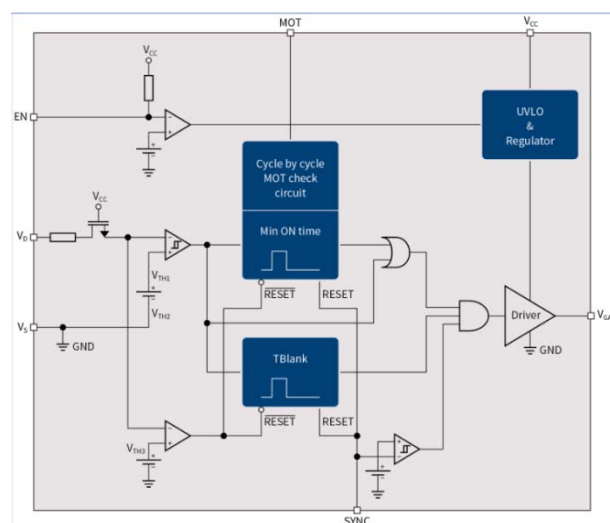 MOT
VCC
VCC
EN
UVLO
&
Regulator
Cycle by cycle
MOT check
circuit
VCC
VD
Min ON time
VTH1
VTH2
RESET
RESET
VS
GND
Driver
VGA
GND
TBlank
RESET
RESET
VTH3
SYNC